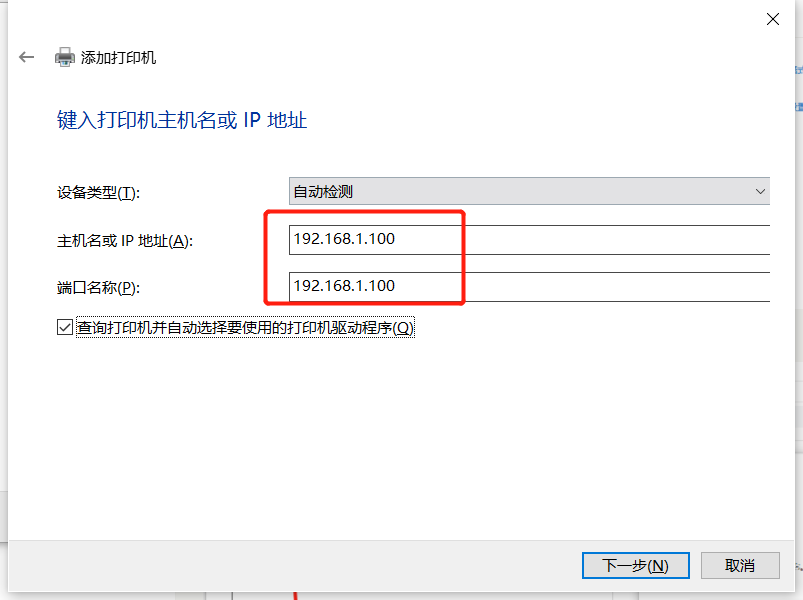 添加打印机
键入打印机主机名或 IP 地址
设备类型(T): 自动检测
主机名或 IP 地址(A): 192.168.1.100
端口名称(P): 192.168.1.100
查询打印机并自动选择要使用的打印机驱动程序(Q)
下一步(N) 取消